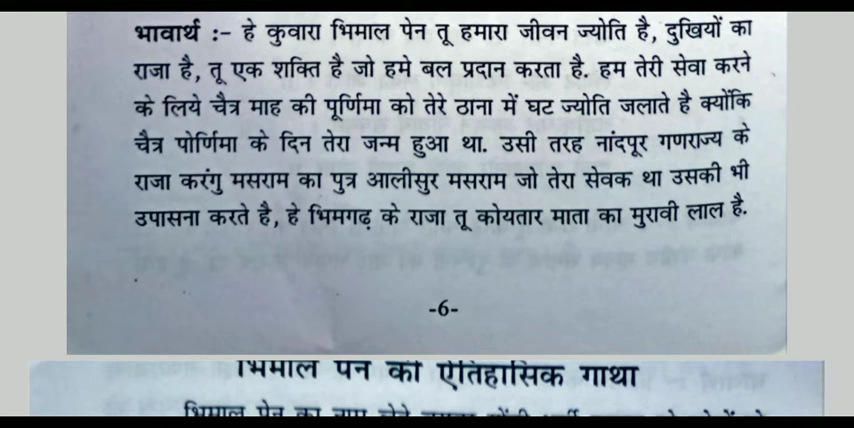 भावार्थ :- हे कुवारा भिमाल पेन तू हमारा जीवन ज्योति है, दुखियों का
राजा है, तू एक शक्ति है जो हमे बल प्रदान करता है. हम तेरी सेवा करने
के लिये चैत्र माह की पूर्णिमा को तेरे ठाना में घट ज्योति जलाते है क्योंकि
चैत्र पोर्णिमा के दिन तेरा जन्म हुआ था. उसी तरह नांदपूर गणराज्य के
राजा करंगु मसराम का पुत्र आलीसुर मसराम जो तेरा सेवक था उसकी भी
उपासना करते है, हे भिमगढ़ के राजा तू कोयतार माता का मुरावी लाल है.
-6-
भिमाल पेन की ऐतिहासिक गाथा
भिमाल पेन का नाम